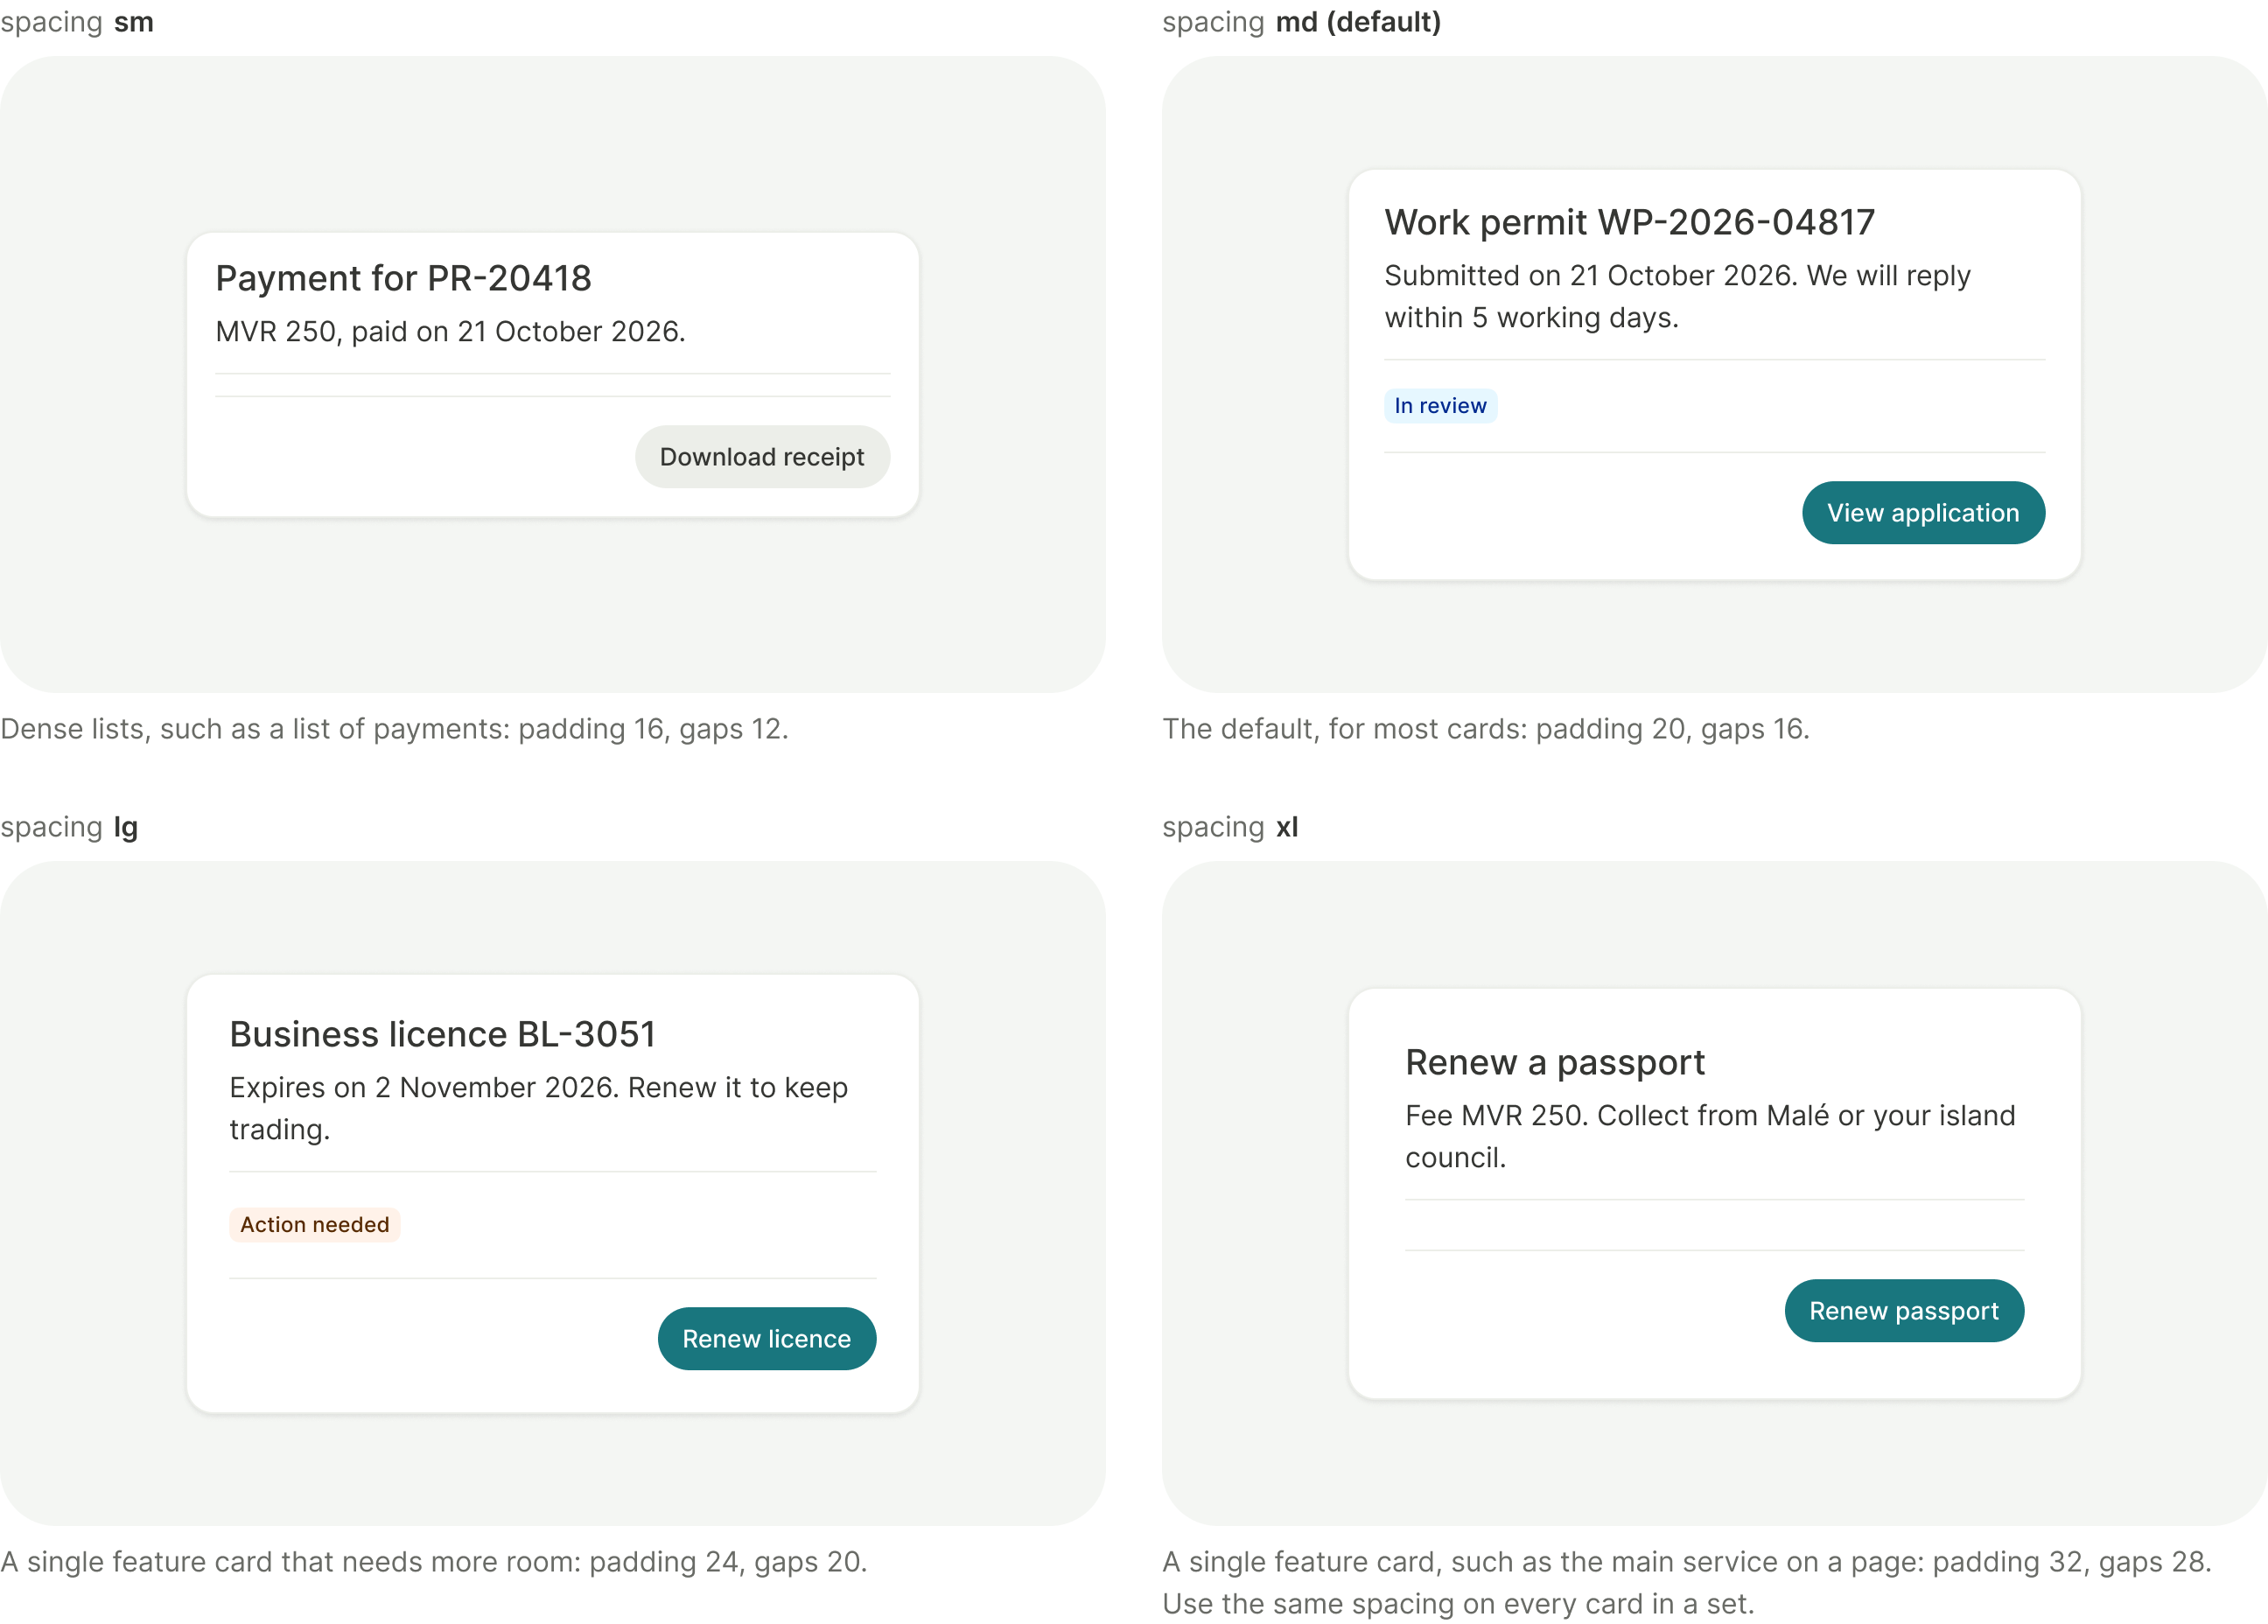 spacing sm
Payment for PR-20418
MVR 250, paid on 21 October 2026.
Download receipt
Dense lists, such as a list of payments: padding 16, gaps 12.
spacing md (default)
Work permit WP-2026-04817
Submitted on 21 October 2026. We will reply
within 5 working days.
In review
View application
The default, for most cards: padding 20, gaps 16.
spacing lg
Business licence BL-3051
Expires on 2 November 2026. Renew it to keep
trading.
Action needed
Renew licence
A single feature card that needs more room: padding 24, gaps 20.
spacing xl
Renew a passport
Fee MVR 250. Collect from Malé or your island
council.
Renew passport
A single feature card, such as the main service on a page: padding 32, gaps 28.
Use the same spacing on every card in a set.